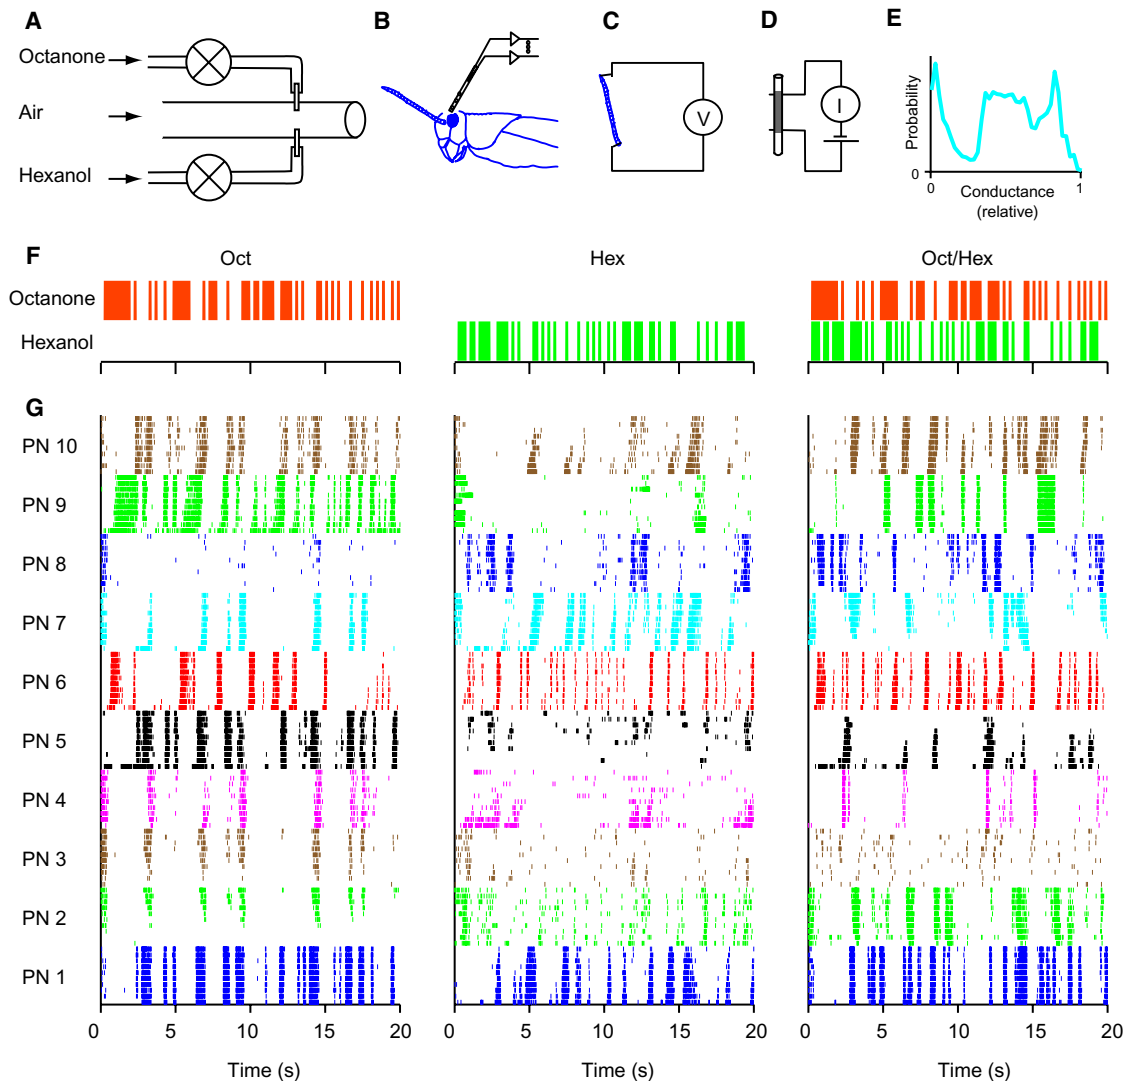 A
B
C
D
E
Octanone
Air
Hexanol
V
I
Probability
0
0
1
Conductance
(relative)
F
Oct
Hex
Oct/Hex
Octanone
Hexanol
G
PN 10
PN 9
PN 8
PN 7
PN 6
PN 5
PN 4
PN 3
PN 2
PN 1
0 5 10 15 20
0 5 10 15 20
0 5 10 15 20
Time (s)
Time (s)
Time (s)